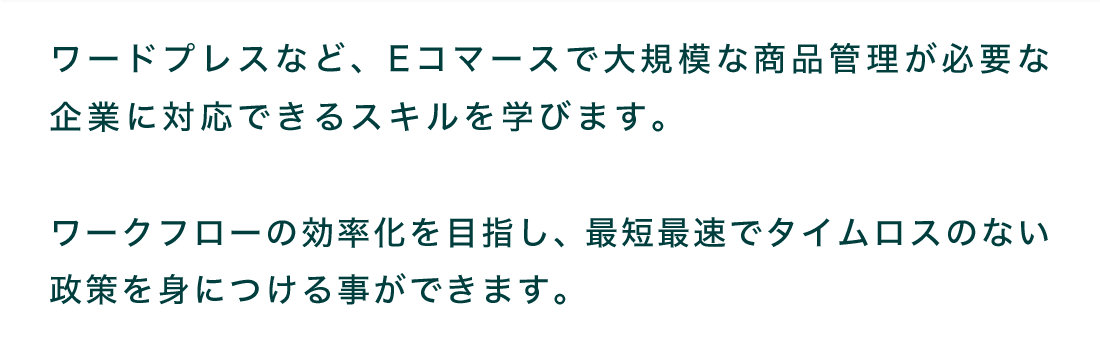 ワードプレスなど、Eコマースで大規模な商品管理が必要な
企業に対応できるスキルを学びます。
ワークフローの効率化を目指し、最短最速でタイムロスのない
政策を身につける事ができます。